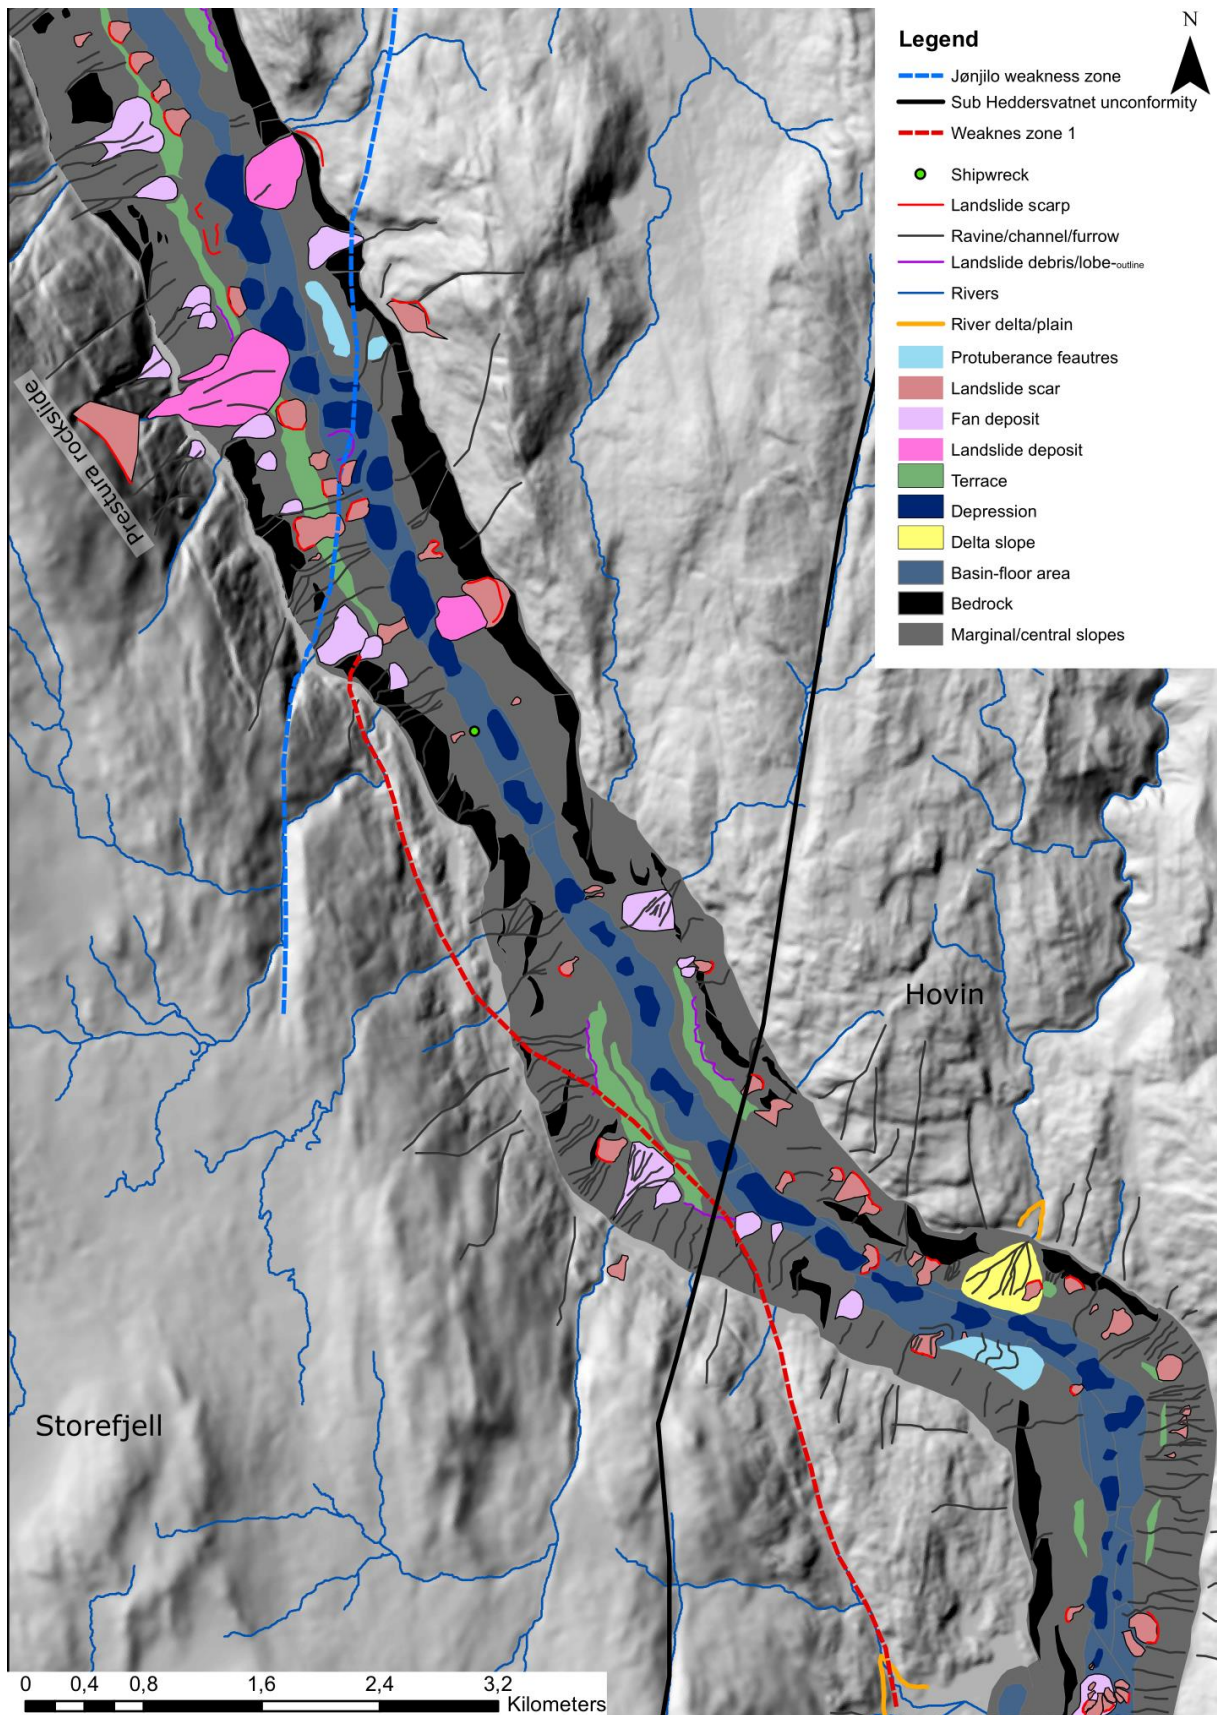 N
Legend
Jønjilo weakness zone
Sub Heddersvatnet unconformity
Weaknes zone 1
Shipwreck
Landslide scarp
Ravine/channel/furrow
Landslide debris/lobe-outline
Rivers
River delta/plain
Protuberance feautres
Landslide scar
Fan deposit
Landslide deposit
Terrace
Depression
Delta slope
Basin-floor area
Bedrock
Marginal/central slopes
Prestura rockslide
Hovin
Storefjell
0 0,4 0,8 1,6 2,4 3,2
Kilometers